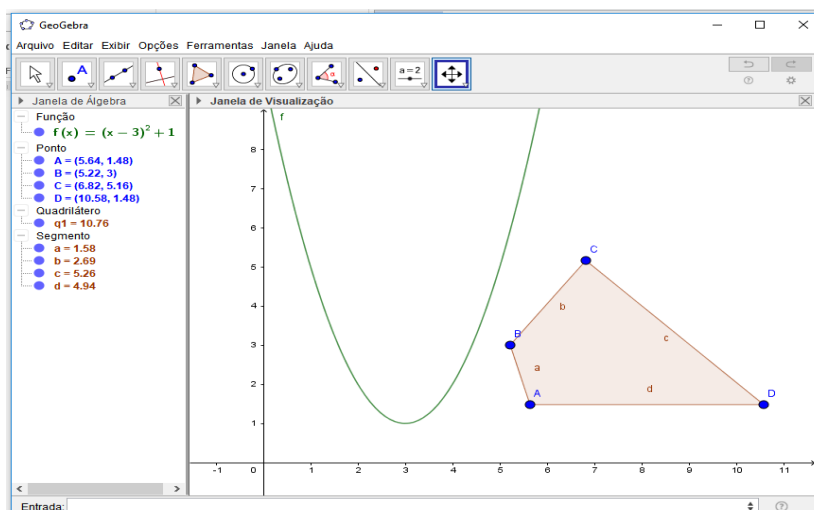 GeoGebra
Arquivo Editar Exibir Opções Ferramentas Janela Ajuda
A
α
a=2
Janela de Álgebra
Função
f(x) = (x − 3)² + 1
Ponto
A = (5.64, 1.48)
B = (5.22, 3)
C = (6.82, 5.16)
D = (10.58, 1.48)
Quadrilátero
q1 = 10.76
Segmento
a = 1.58
b = 2.69
c = 5.26
d = 4.94
Janela de Visualização
f
8
7
6
5
4
3
2
1
-1 0 1 2 3 4 5 6 7 8 9 10 11
C
b
B
c
a
d
A
D
Entrada: